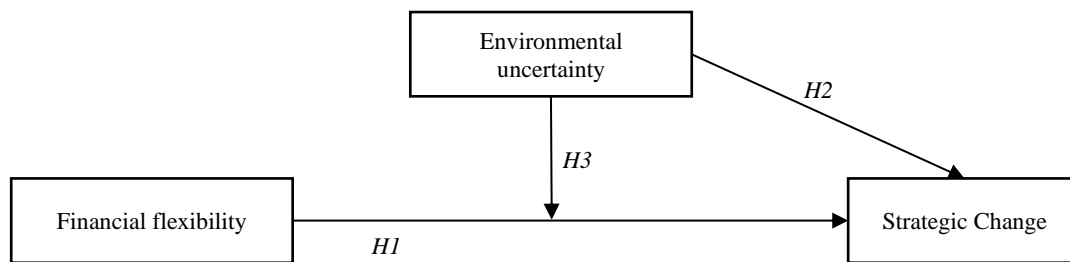 Environmental
uncertainty
H2
H3
Financial flexibility
Strategic Change
H1